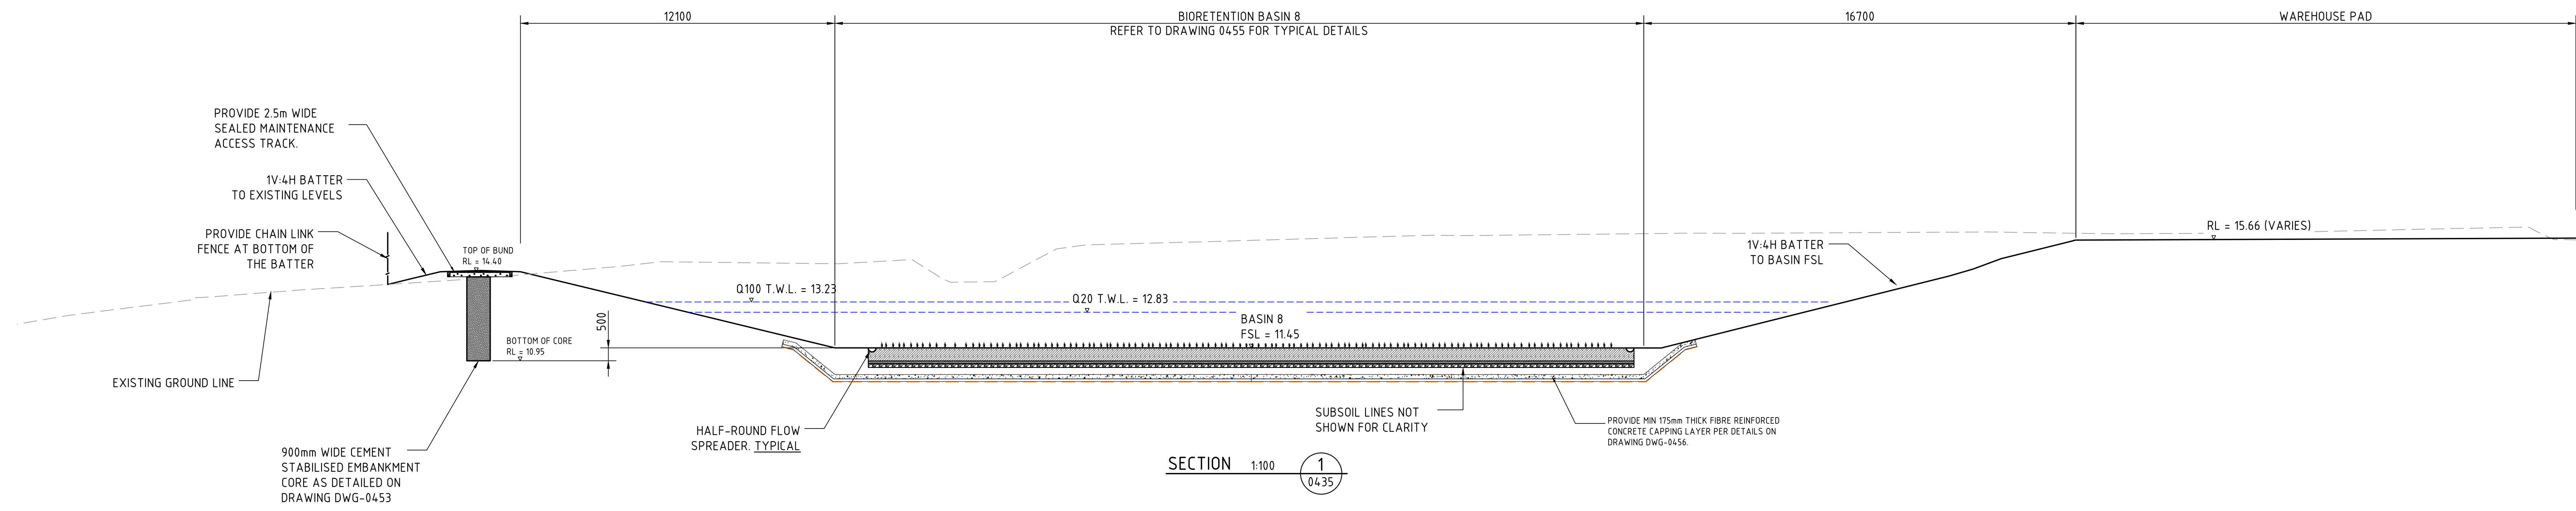 12100
BIORETENTION BASIN 8
REFER TO DRAWING 0455 FOR TYPICAL DETAILS
16700
WAREHOUSE PAD
PROVIDE 2.5m WIDE
SEALED MAINTENANCE
ACCESS TRACK.
1V:4H BATTER
TO EXISTING LEVELS
PROVIDE CHAIN LINK
FENCE AT BOTTOM OF
THE BATTER
TOP OF BUND
RL = 14.40
RL = 15.66 (VARIES)
1V:4H BATTER
TO BASIN FSL
Q100 T.W.L. = 13.23
Q20 T.W.L. = 12.83
BASIN 8
FSL = 11.45
500
BOTTOM OF CORE
RL = 10.95
EXISTING GROUND LINE
900mm WIDE CEMENT
STABILISED EMBANKMENT
CORE AS DETAILED ON
DRAWING DWG-0453
HALF-ROUND FLOW
SPREADER. TYPICAL
SUBSOIL LINES NOT
SHOWN FOR CLARITY
PROVIDE MIN 175mm THICK FIBRE REINFORCED
CONCRETE CAPPING LAYER PER DETAILS ON
DRAWING DWG-0456.
SECTION 1:100
1
0435